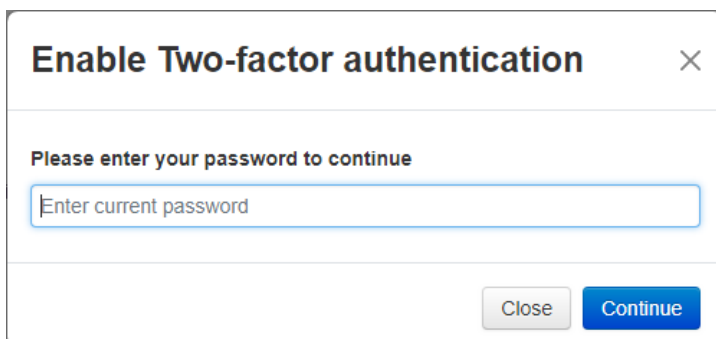 Enable Two-factor authentication
Please enter your password to continue
Enter current password
Close Continue